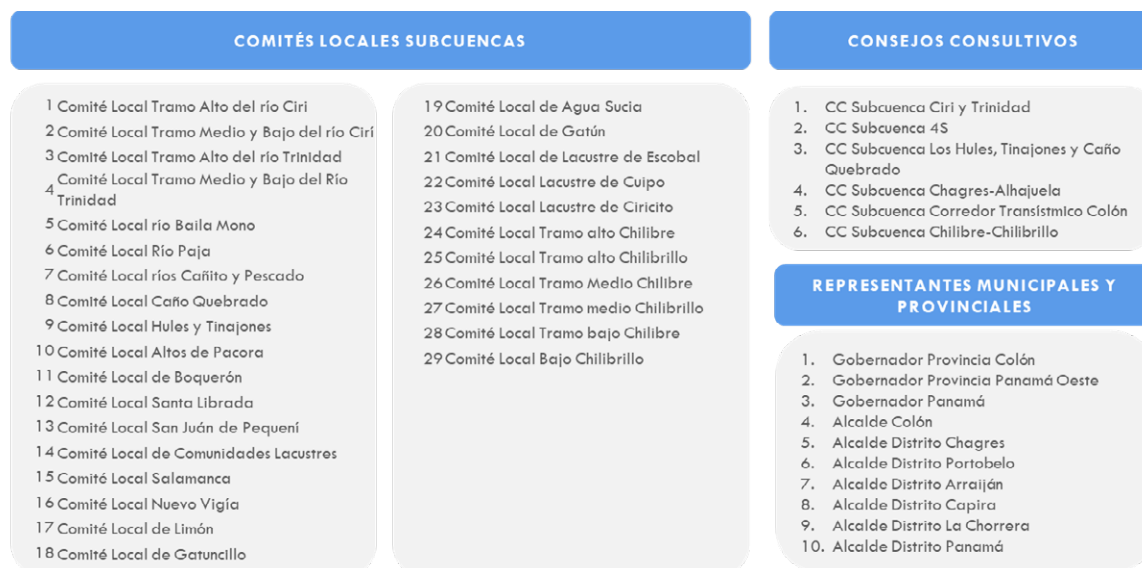 COMITÉS LOCALES SUBCUENCAS
1 Comité Local Tramo Alto del río Ciri
2 Comité Local Tramo Medio y Bajo del río Cirí
3 Comité Local Tramo Alto del río Trinidad
4 Comité Local Tramo Medio y Bajo del Río
Trinidad
5 Comité Local río Baila Mono
6 Comité Local Río Paja
7 Comité Local ríos Cañito y Pescado
8 Comité Local Caño Quebrado
9 Comité Local Hules y Tinajones
10 Comité Local Altos de Pacora
11 Comité Local de Boquerón
12 Comité Local Santa Librada
13 Comité Local San Juán de Pequení
14 Comité Local de Comunidades Lacustres
15 Comité Local Salamanca
16 Comité Local Nuevo Vigía
17 Comité Local de Limón
18 Comité Local de Gatuncillo
19 Comité Local de Agua Sucia
20 Comité Local de Gatún
21 Comité Local de Lacustre de Escobal
22 Comité Local Lacustre de Cuipo
23 Comité Local Lacustre de Ciricito
24 Comité Local Tramo alto Chilibre
25 Comité Local Tramo alto Chilibrillo
26 Comité Local Tramo Medio Chilibre
27 Comité Local Tramo medio Chilibrillo
28 Comité Local Tramo bajo Chilibre
29 Comité Local Bajo Chilibrillo
CONSEJOS CONSULTIVOS
1. CC Subcuenca Ciri y Trinidad
2. CC Subcuenca 4S
3. CC Subcuenca Los Hules, Tinajones y Caño
Quebrado
4. CC Subcuenca Chagres-Alhajuela
5. CC Subcuenca Corredor Transístmico Colón
6. CC Subcuenca Chilibre-Chilibrillo
REPRESENTANTES MUNICIPALES Y
PROVINCIALES
1. Gobernador Provincia Colón
2. Gobernador Provincia Panamá Oeste
3. Gobernador Panamá
4. Alcalde Colón
5. Alcalde Distrito Chagres
6. Alcalde Distrito Portobelo
7. Alcalde Distrito Arraiján
8. Alcalde Distrito Capira
9. Alcalde Distrito La Chorrera
10. Alcalde Distrito Panamá